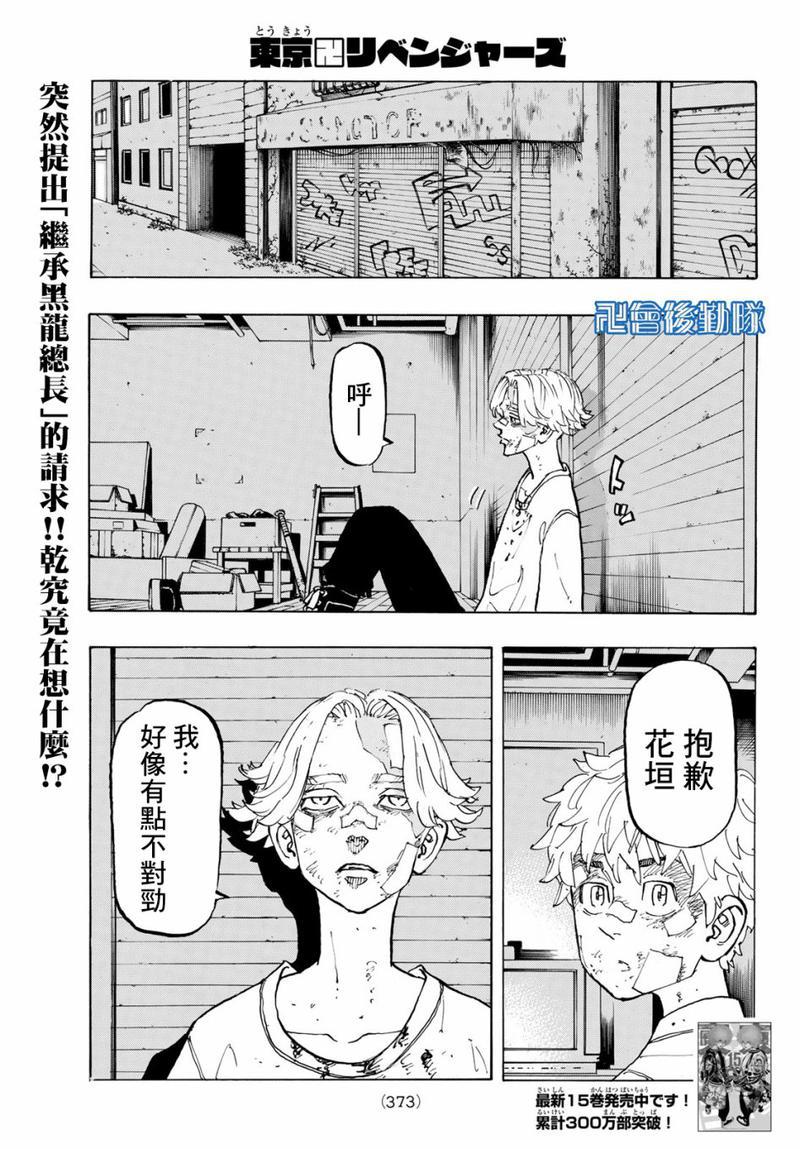 とう きょう
東京卍リベンジャーズ
突然提出「繼承黑龍總長」的請求!!乾究竟在想什麼!?
卍會後勤隊
呼—
トッ
抱歉
花垣
我…
好像有點不對勁
さいしん かんはつばいちゅう
最新15巻発売中です！
るいけい まんぶとっぱ
累計300万部突破！
15
(373)